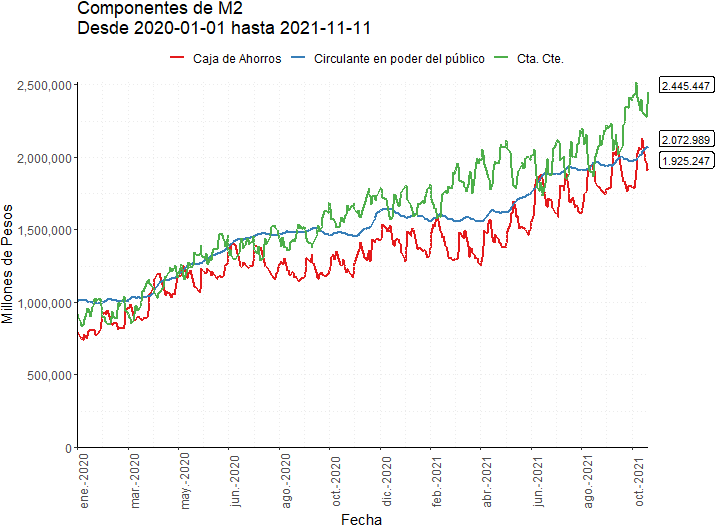 Componentes de M2
Desde 2020-01-01 hasta 2021-11-11
Caja de Ahorros
Circulante en poder del público
Cta. Cte.
Millones de Pesos
2,500,000
2,000,000
1,500,000
1,000,000
500,000
0
2.445.447
2.072.989
1.925.247
ene.-2020
mar.-2020
may.-2020
jun.-2020
ago.-2020
oct.-2020
dic.-2020
feb.-2021
abr.-2021
jun.-2021
ago.-2021
oct.-2021
Fecha